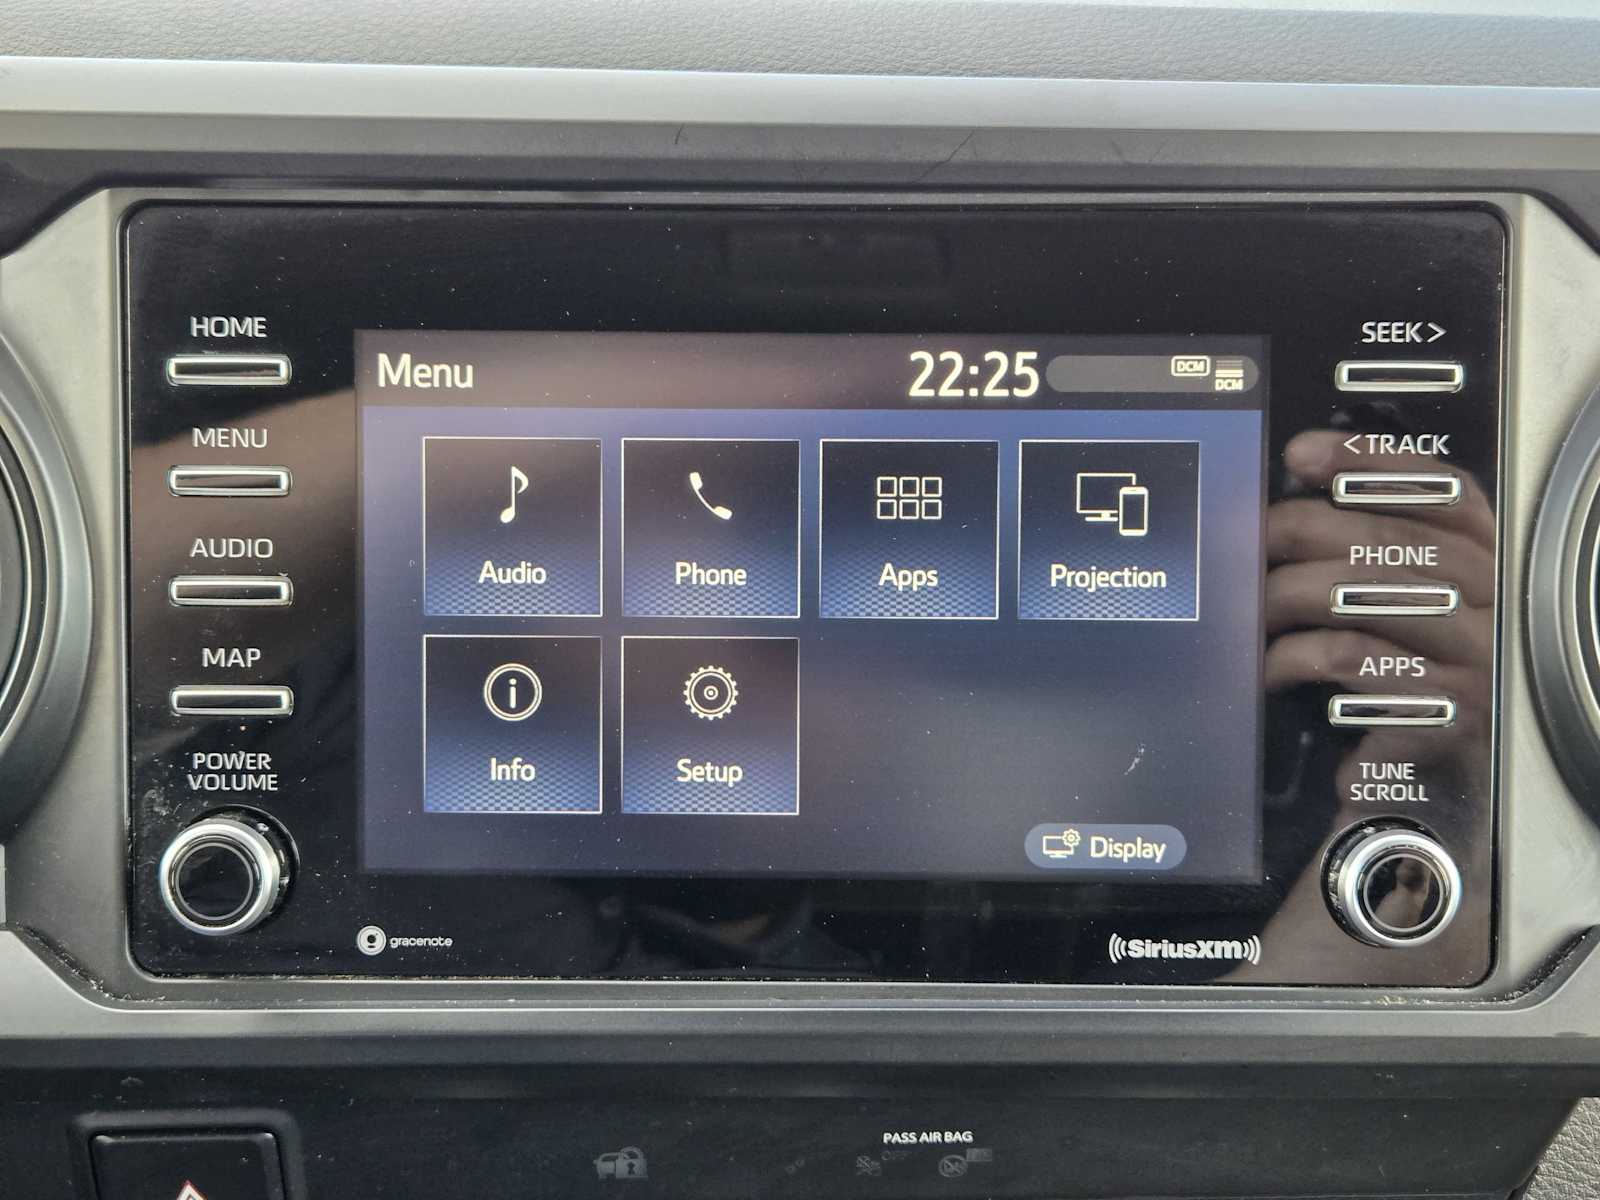 HOME
MENU
AUDIO
MAP
POWER
VOLUME
Menu
22:25
DCM
DCM
Audio
Phone
Apps
Projection
Info
Setup
Display
gracenote
SiriusXM
SEEK >
< TRACK
PHONE
APPS
TUNE
SCROLL
PASS AIR BAG
OFF